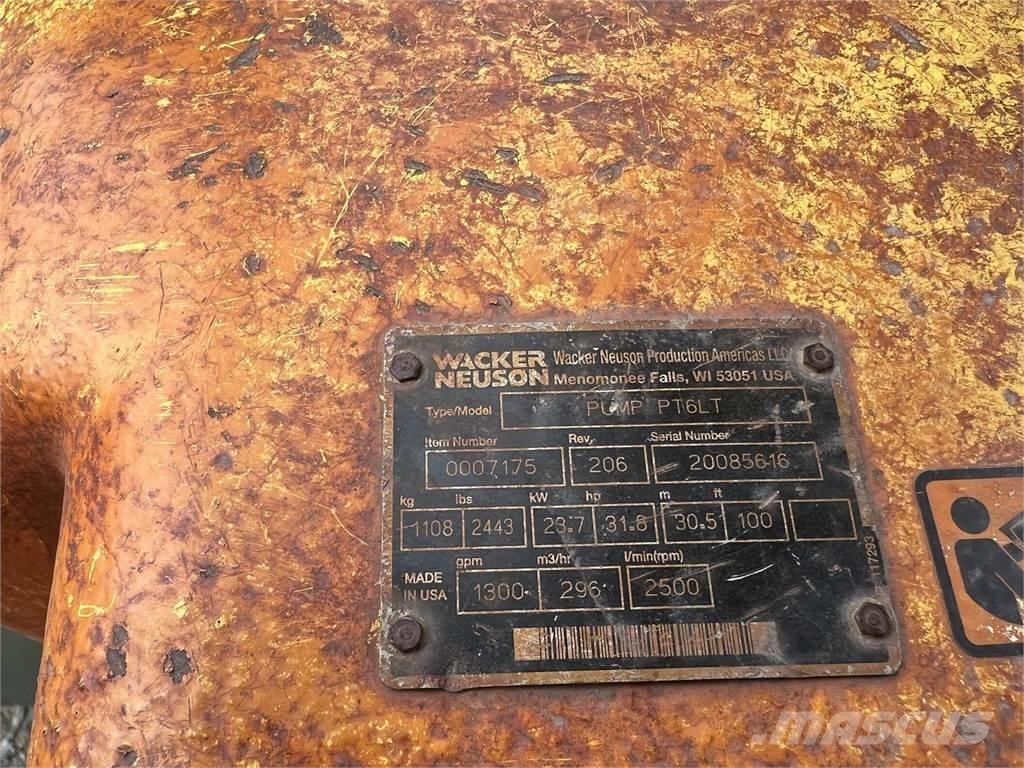 WACKER NEUSON
Wacker Neuson Production Americas LLC
Menomonee Falls, WI 53051 USA
Type/Model PUMP PT6LT
Item Number Rev. Serial Number
0007175 206 20085616
kg lbs kW hp m ft
1108 2443 23.7 31.8 30.5 100
gpm m3/hr l/min(rpm)
MADE IN USA
1300 296 2500
117293
mascus